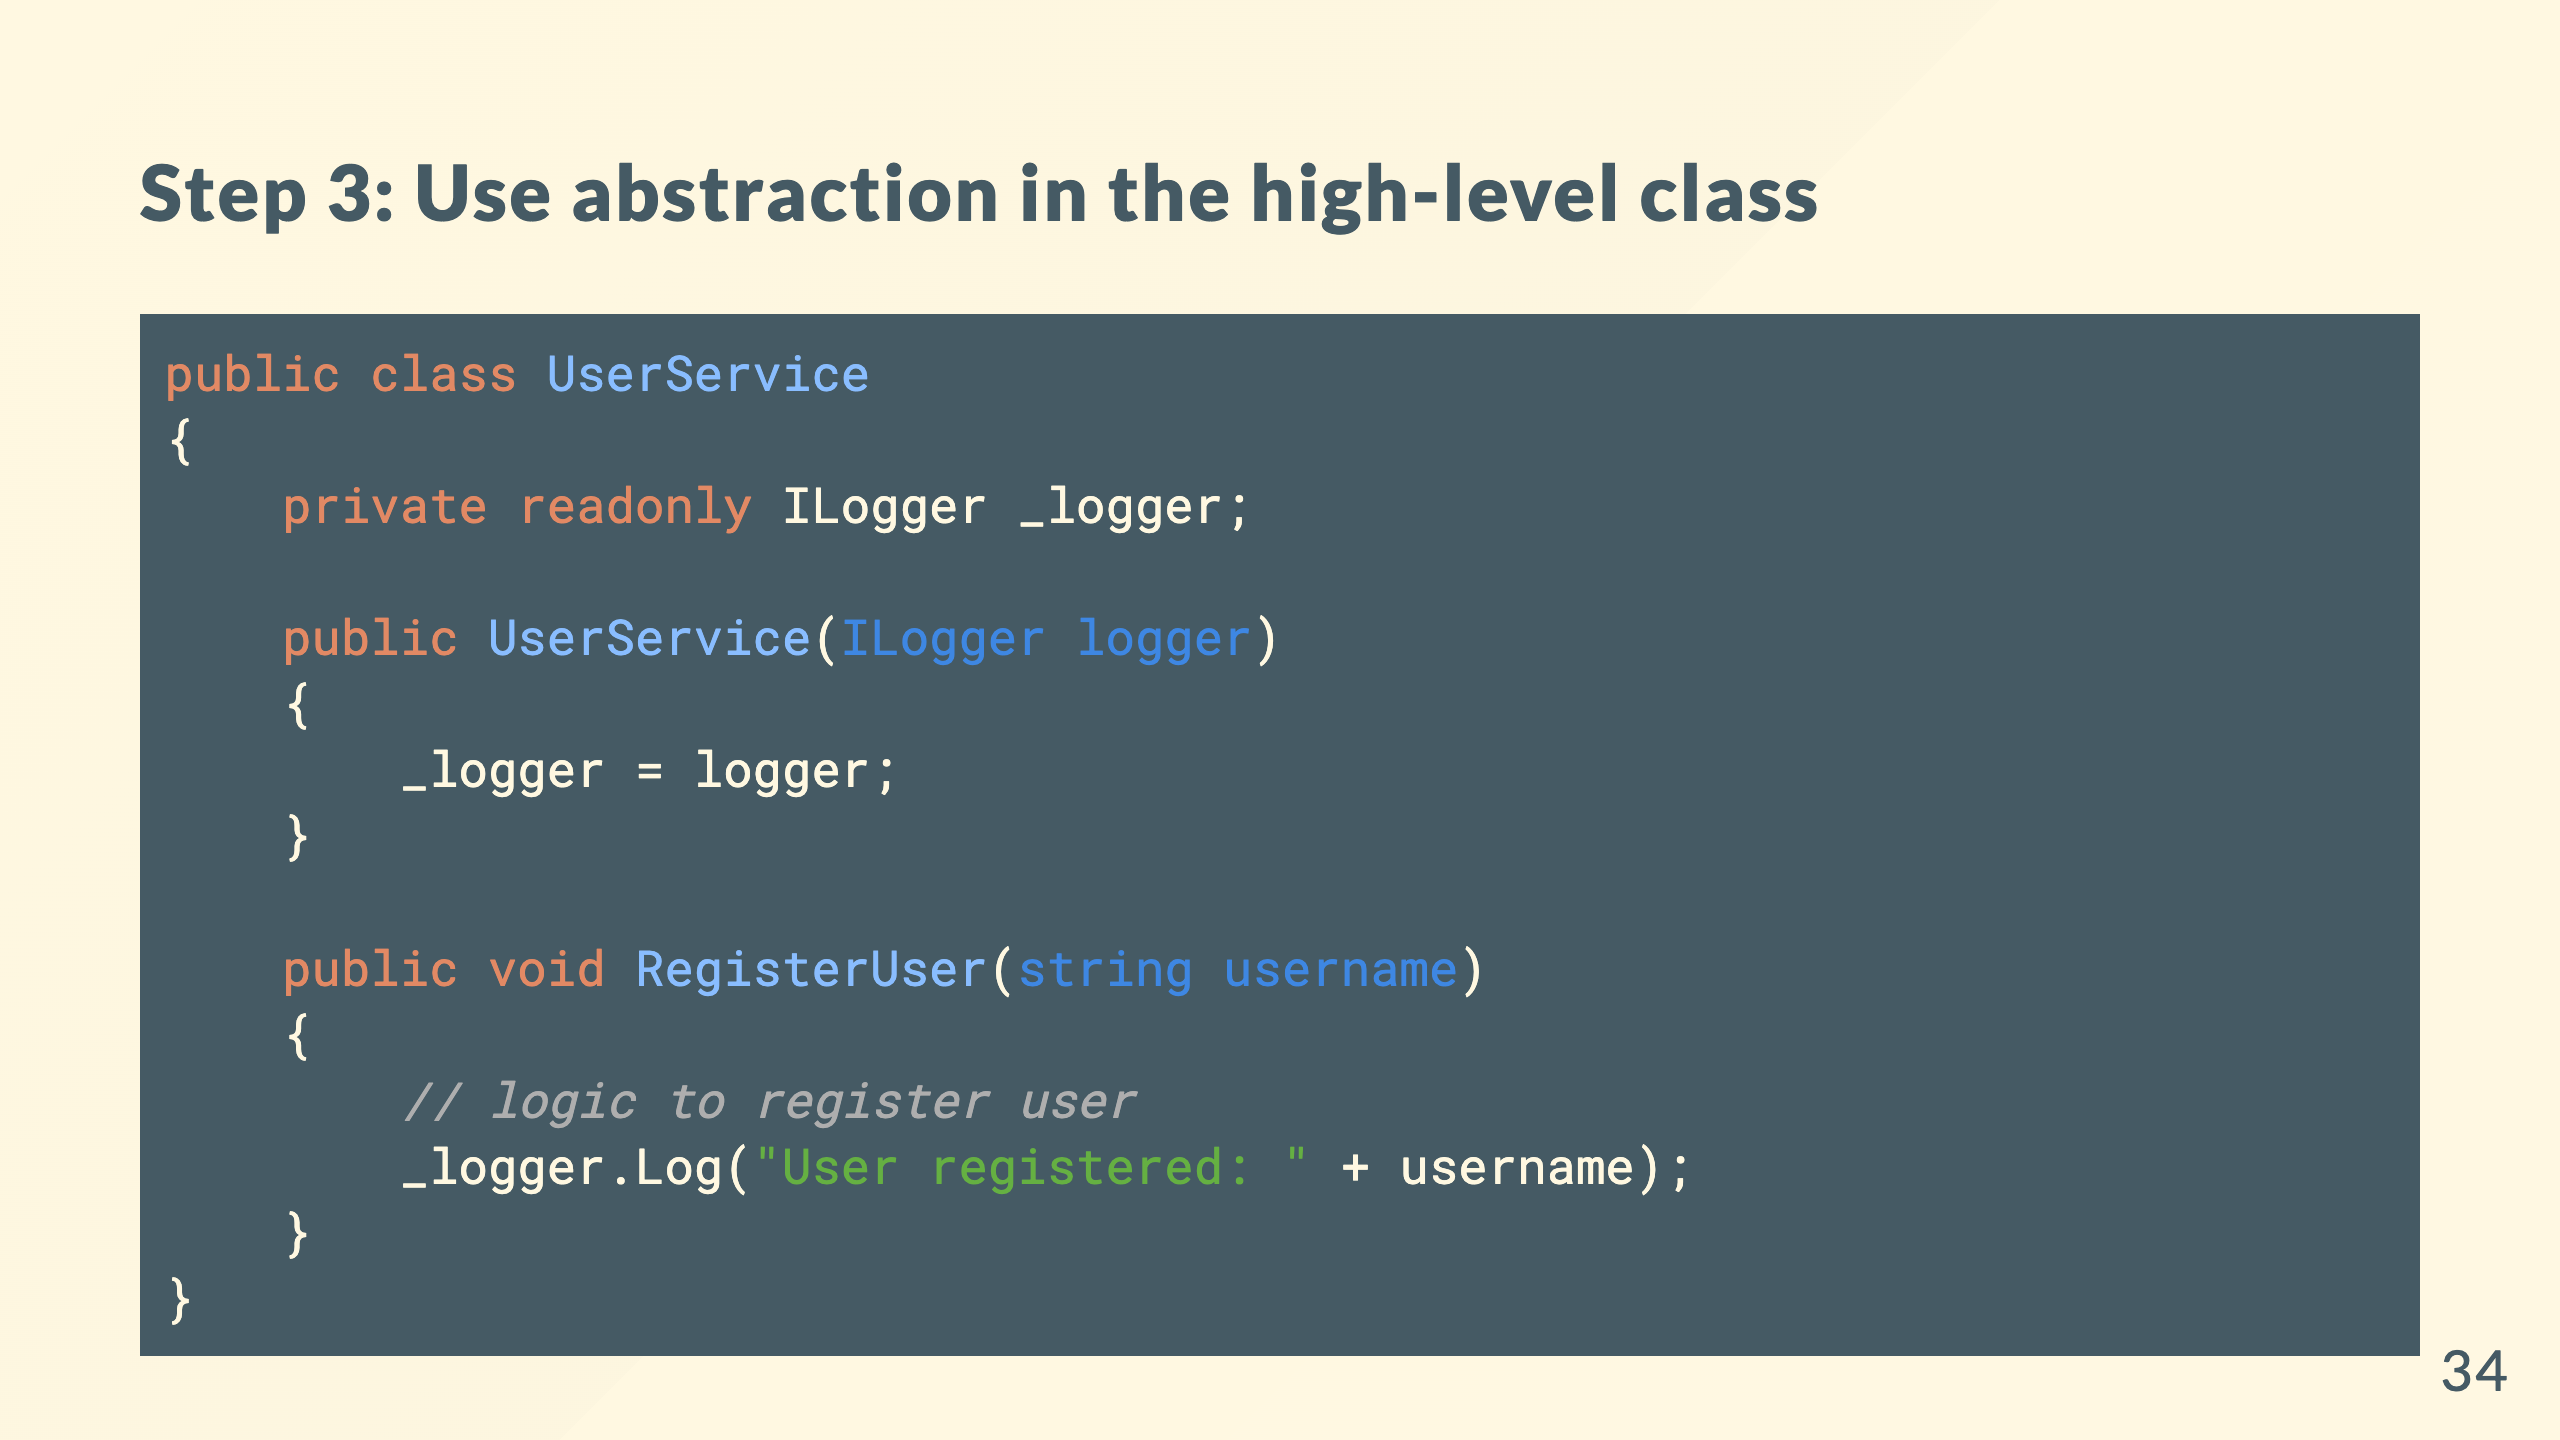 Step 3: Use abstraction in the high-level class
public class UserService
{
    private readonly ILogger _logger;

    public UserService(ILogger logger)
    {
        _logger = logger;
    }

    public void RegisterUser(string username)
    {
        // logic to register user
        _logger.Log("User registered: " + username);
    }
}
34